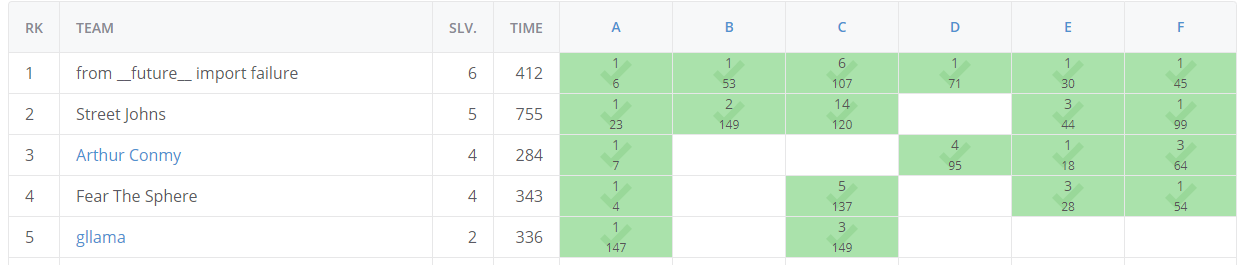 RK TEAM SLV. TIME A B C D E F
1 from __future__ import failure 6 412 1 1 6 1 1 1
6 53 107 71 30 45
2 Street Johns 5 755 1 2 14 3 1
23 149 120 44 99
3 Arthur Conmy 4 284 1 4 1 3
7 95 18 64
4 Fear The Sphere 4 343 1 5 3 1
4 137 28 54
5 gllama 2 336 1 3
147 149